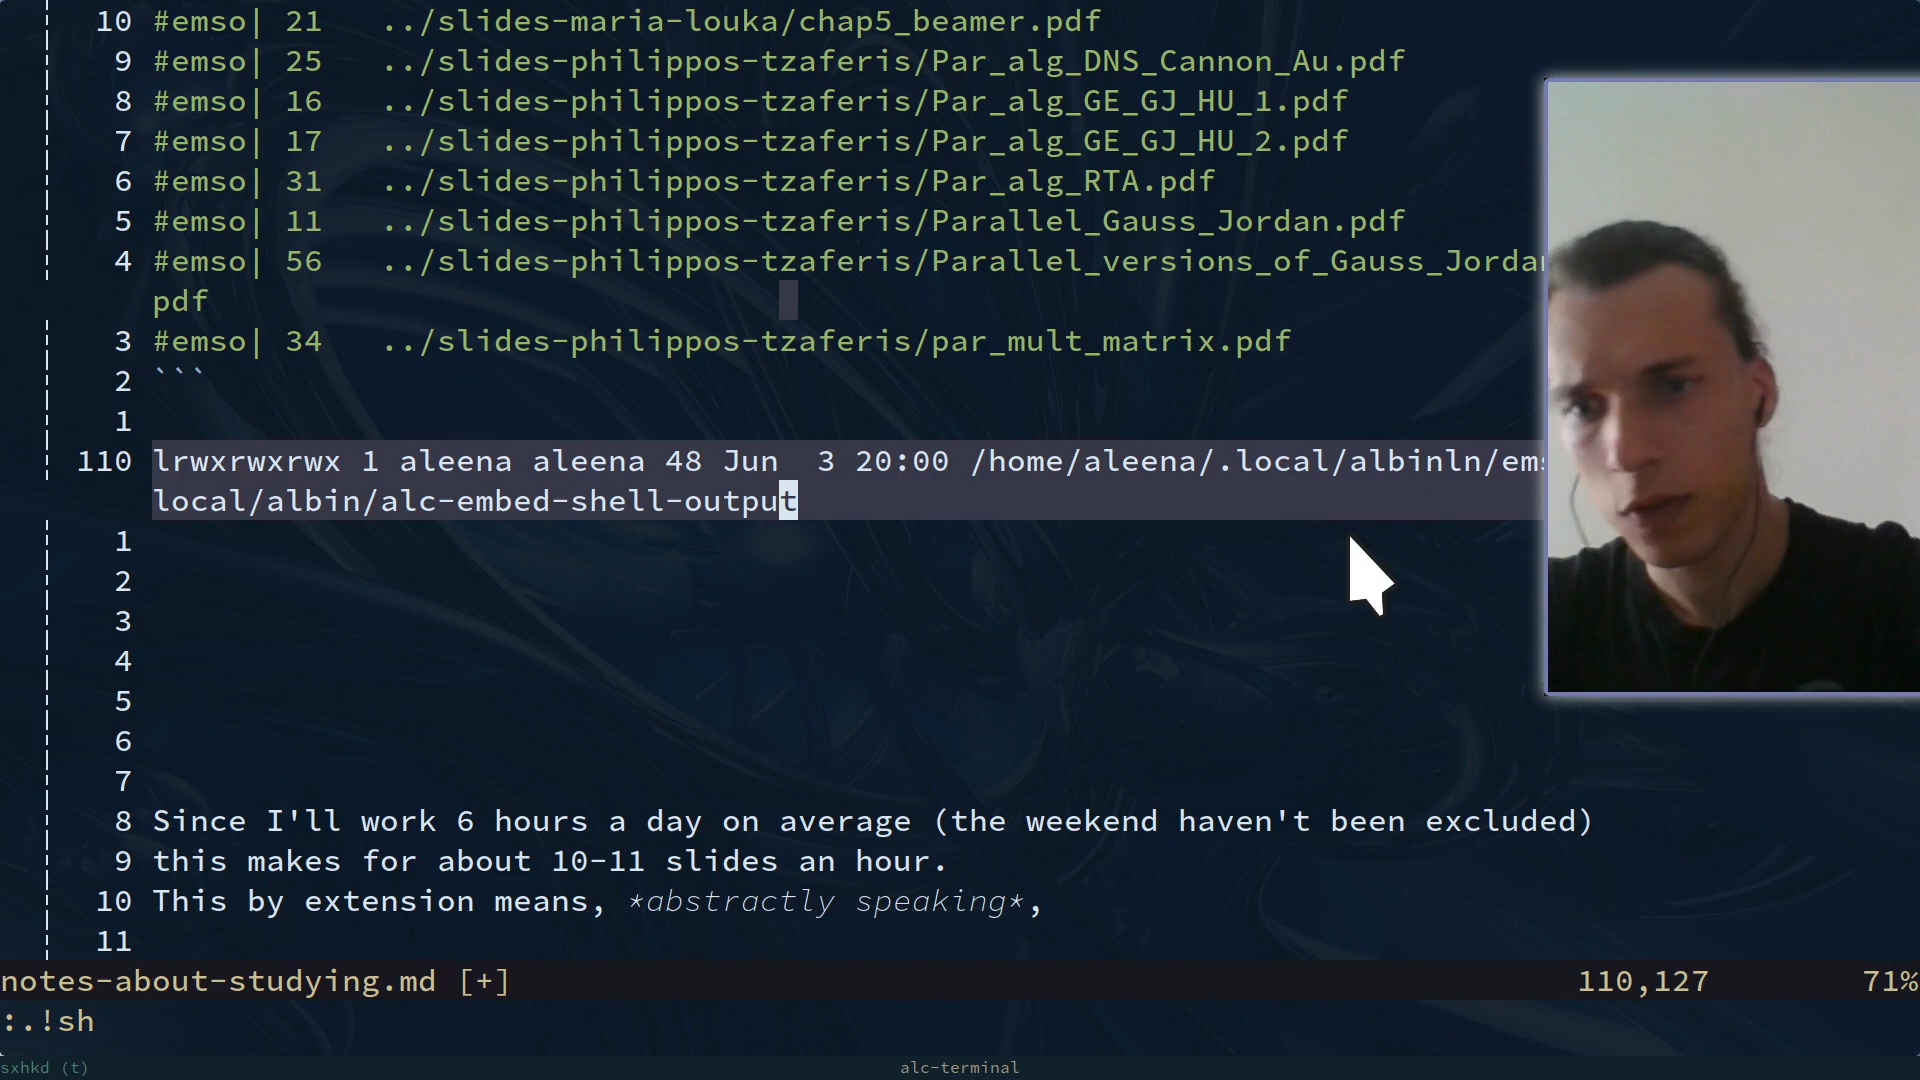 10 #emso| 21 ../slides-maria-louka/chap5_beamer.pdf
9 #emso| 25 ../slides-philippos-tzaferis/Par_alg_DNS_Cannon_Au.pdf
8 #emso| 16 ../slides-philippos-tzaferis/Par_alg_GE_GJ_HU_1.pdf
7 #emso| 17 ../slides-philippos-tzaferis/Par_alg_GE_GJ_HU_2.pdf
6 #emso| 31 ../slides-philippos-tzaferis/Par_alg_RTA.pdf
5 #emso| 11 ../slides-philippos-tzaferis/Parallel_Gauss_Jordan.pdf
4 #emso| 56 ../slides-philippos-tzaferis/Parallel_versions_of_Gauss_Jordan
pdf
3 #emso| 34 ../slides-philippos-tzaferis/par_mult_matrix.pdf
2 ```
1
110 lrwxrwxrwx 1 aleena aleena 48 Jun  3 20:00 /home/aleena/.local/albinln/ems
local/albin/alc-embed-shell-output
1
2
3
4
5
6
7
8 Since I'll work 6 hours a day on average (the weekend haven't been excluded)
9 this makes for about 10-11 slides an hour.
10 This by extension means, *abstractly speaking*,
11
notes-about-studying.md [+] 110,127 71%
:.!sh
sxhkd (t) alc-terminal